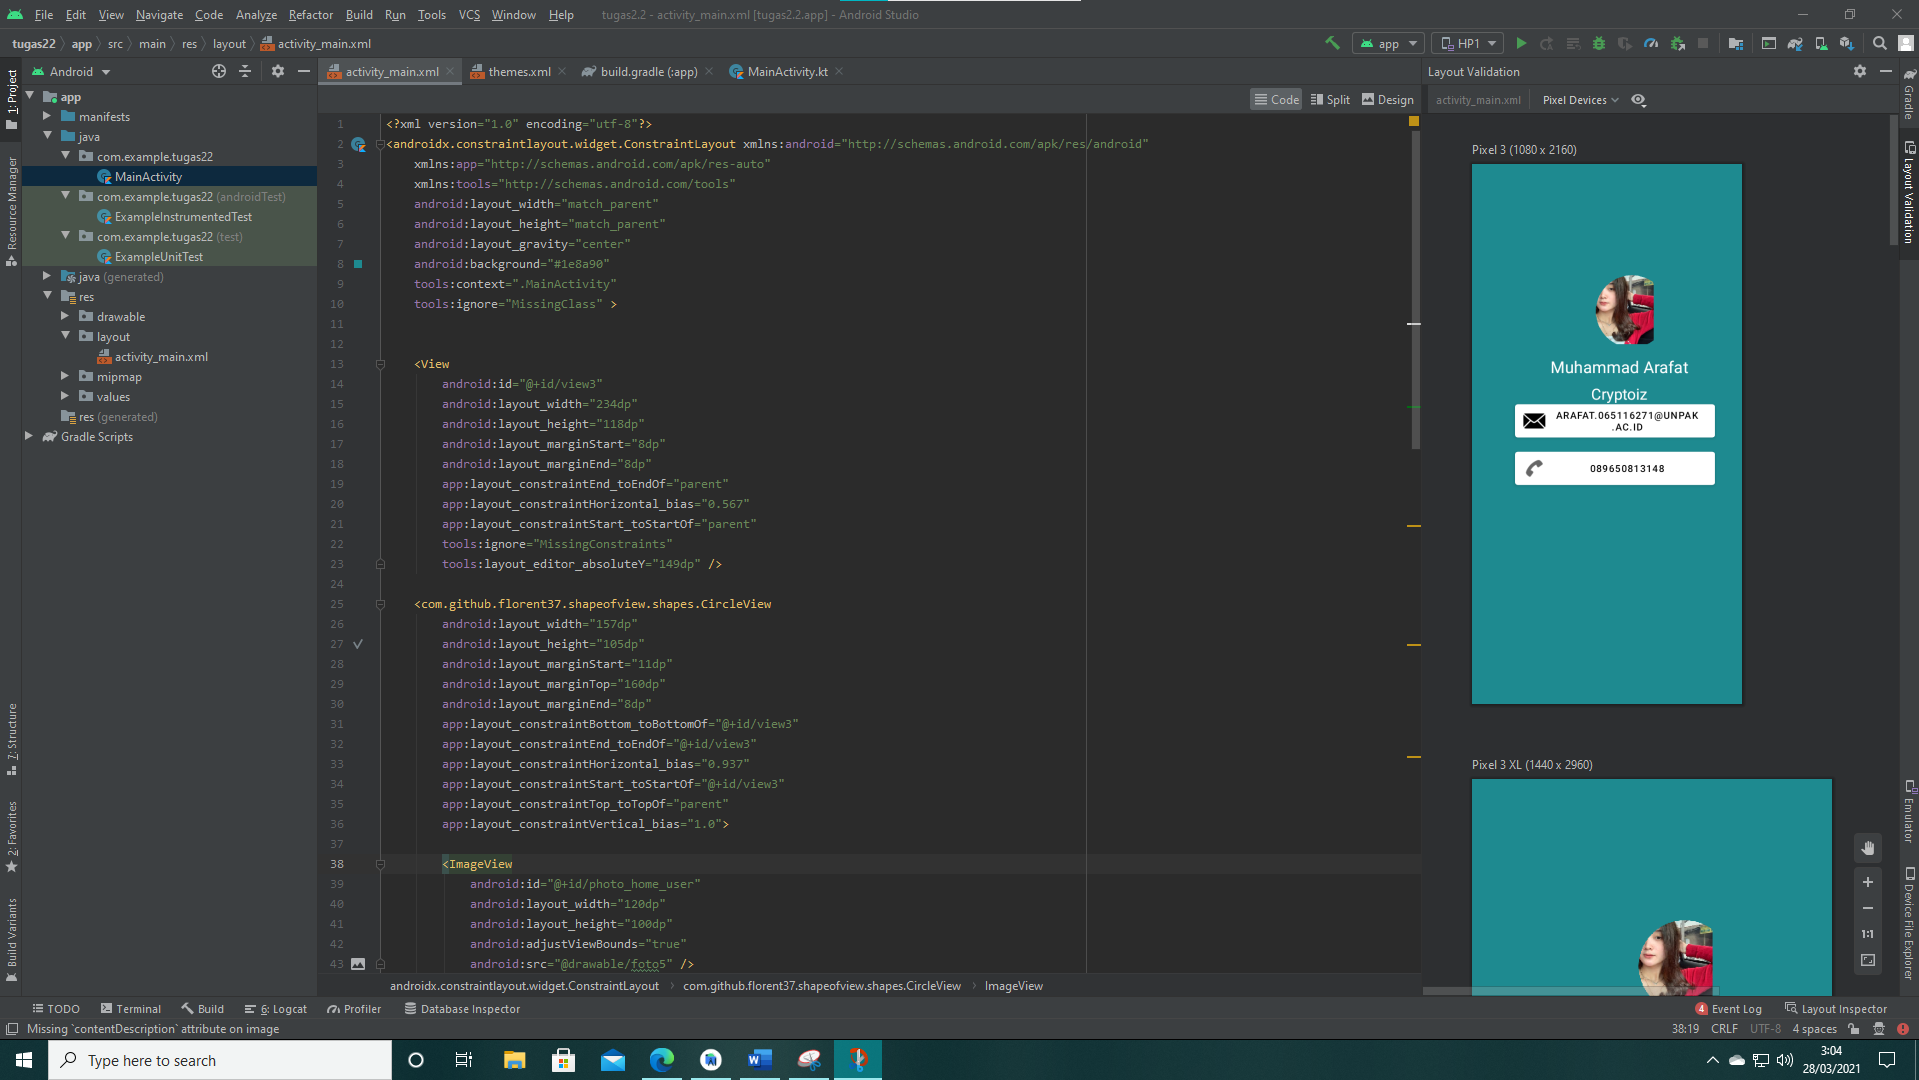 File Edit View Navigate Code Analyze Refactor Build Run Tools VCS Window Help tugas2.2 - activity_main.xml [tugas2.2.app] - Android Studio
tugas22 app src main res layout activity_main.xml app HP1
1: Project
Resource Manager
7: Structure
2: Favorites
Build Variants
Android
app
manifests
java
com.example.tugas22
MainActivity
com.example.tugas22 (androidTest)
ExampleInstrumentedTest
com.example.tugas22 (test)
ExampleUnitTest
java (generated)
res
drawable
layout
activity_main.xml
mipmap
values
res (generated)
Gradle Scripts
activity_main.xml themes.xml build.gradle (:app) MainActivity.kt
Code Split Design
1 <?xml version="1.0" encoding="utf-8"?>
2 <androidx.constraintlayout.widget.ConstraintLayout xmlns:android="http://schemas.android.com/apk/res/android"
3 xmlns:app="http://schemas.android.com/apk/res-auto"
4 xmlns:tools="http://schemas.android.com/tools"
5 android:layout_width="match_parent"
6 android:layout_height="match_parent"
7 android:layout_gravity="center"
8 android:background="#1e8a90"
9 tools:context=".MainActivity"
10 tools:ignore="MissingClass" >
11
12
13 <View
14 android:id="@+id/view3"
15 android:layout_width="234dp"
16 android:layout_height="118dp"
17 android:layout_marginStart="8dp"
18 android:layout_marginEnd="8dp"
19 app:layout_constraintEnd_toEndOf="parent"
20 app:layout_constraintHorizontal_bias="0.567"
21 app:layout_constraintStart_toStartOf="parent"
22 tools:ignore="MissingConstraints"
23 tools:layout_editor_absoluteY="149dp" />
24
25 <com.github.florent37.shapeofview.shapes.CircleView
26 android:layout_width="157dp"
27 android:layout_height="105dp"
28 android:layout_marginStart="11dp"
29 android:layout_marginTop="160dp"
30 android:layout_marginEnd="8dp"
31 app:layout_constraintBottom_toBottomOf="@+id/view3"
32 app:layout_constraintEnd_toEndOf="@+id/view3"
33 app:layout_constraintHorizontal_bias="0.937"
34 app:layout_constraintStart_toStartOf="@+id/view3"
35 app:layout_constraintTop_toTopOf="parent"
36 app:layout_constraintVertical_bias="1.0">
37
38 <ImageView
39 android:id="@+id/photo_home_user"
40 android:layout_width="120dp"
41 android:layout_height="100dp"
42 android:adjustViewBounds="true"
43 android:src="@drawable/foto5" />
androidx.constraintlayout.widget.ConstraintLayout com.github.florent37.shapeofview.shapes.CircleView ImageView
Layout Validation
activity_main.xml Pixel Devices
Pixel 3 (1080 x 2160)
Muhammad Arafat
Cryptoiz
ARAFAT.065116271@UNPAK
.AC.ID
089650813148
Pixel 3 XL (1440 x 2960)
1:1
Gradle
Layout Validation
Emulator
Device File Explorer
TODO Terminal Build 6: Logcat Profiler Database Inspector 4 Event Log Layout Inspector
Missing `contentDescription` attribute on image 38:19 CRLF UTF-8 4 spaces
Type here to search
3:04
28/03/2021